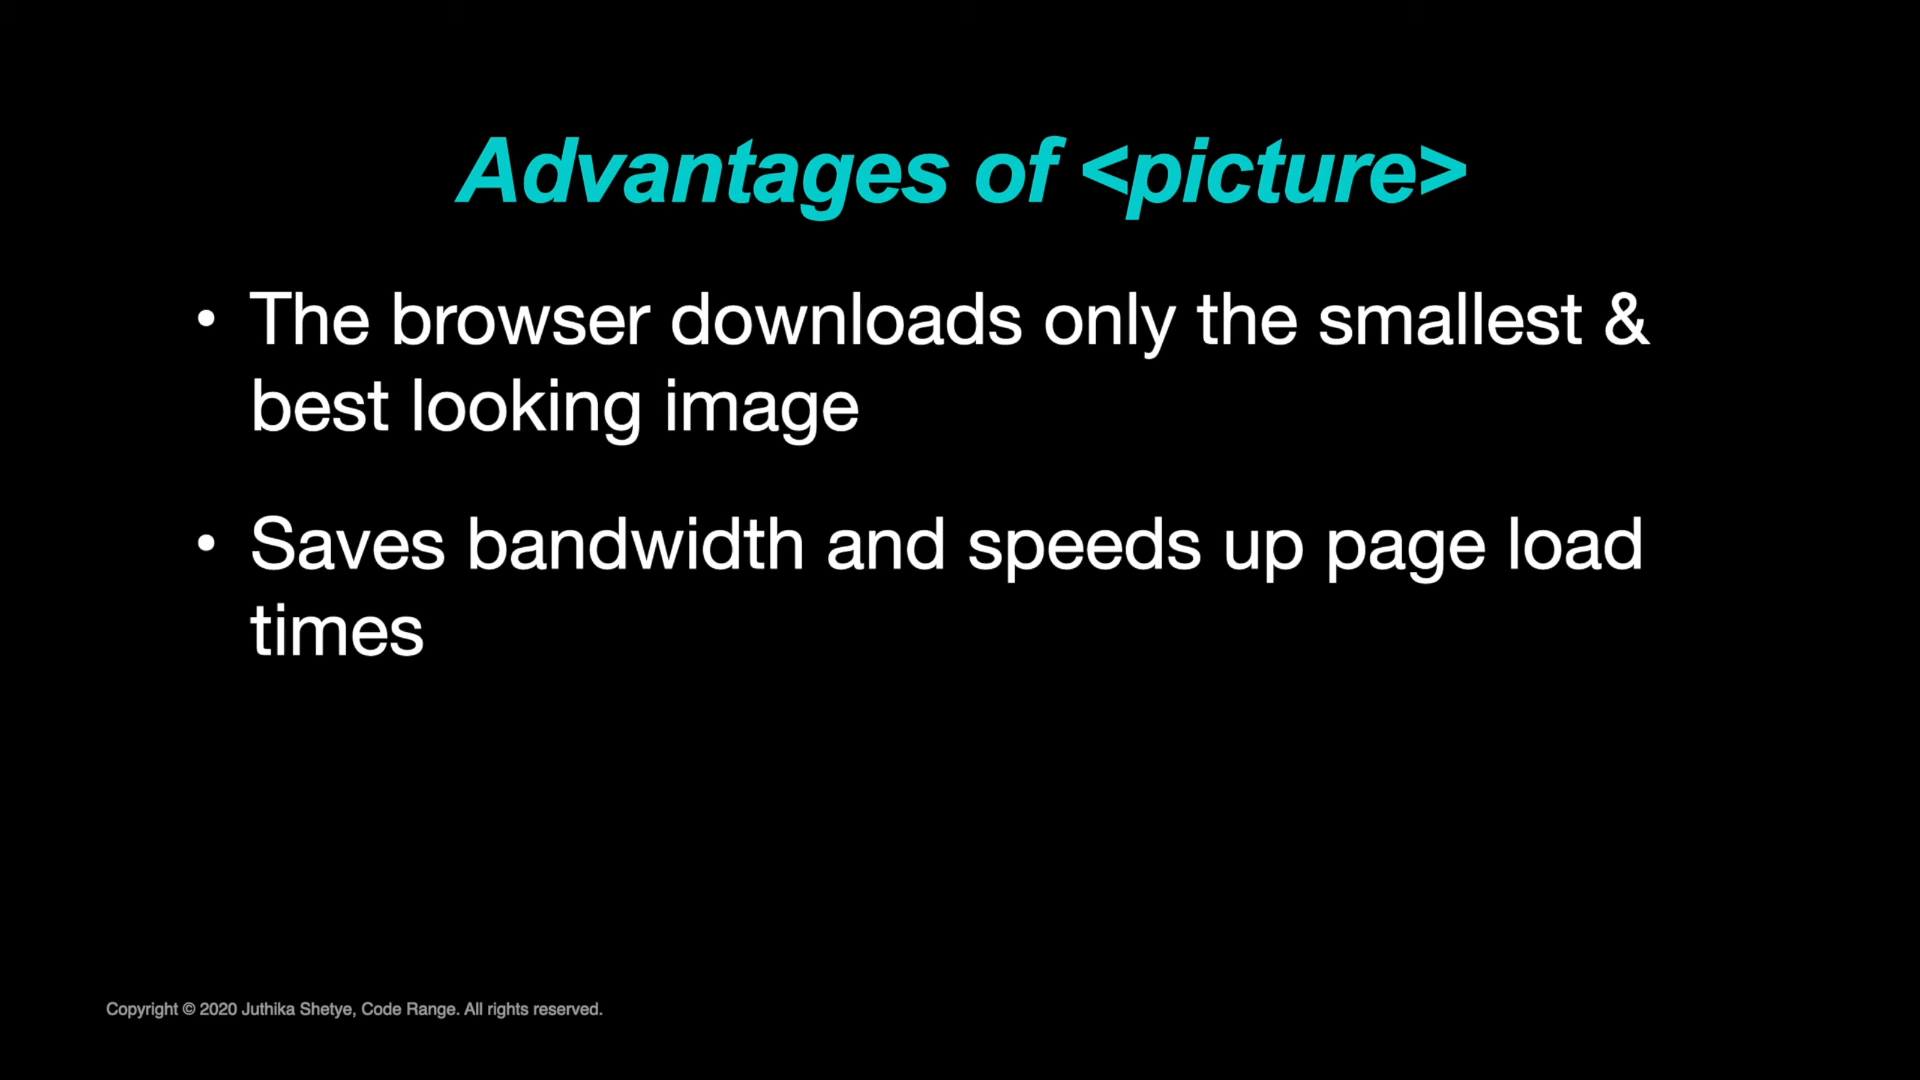 Advantages of <picture>
• The browser downloads only the smallest &
best looking image
• Saves bandwidth and speeds up page load
times
Copyright © 2020 Juthika Shetye, Code Range. All rights reserved.